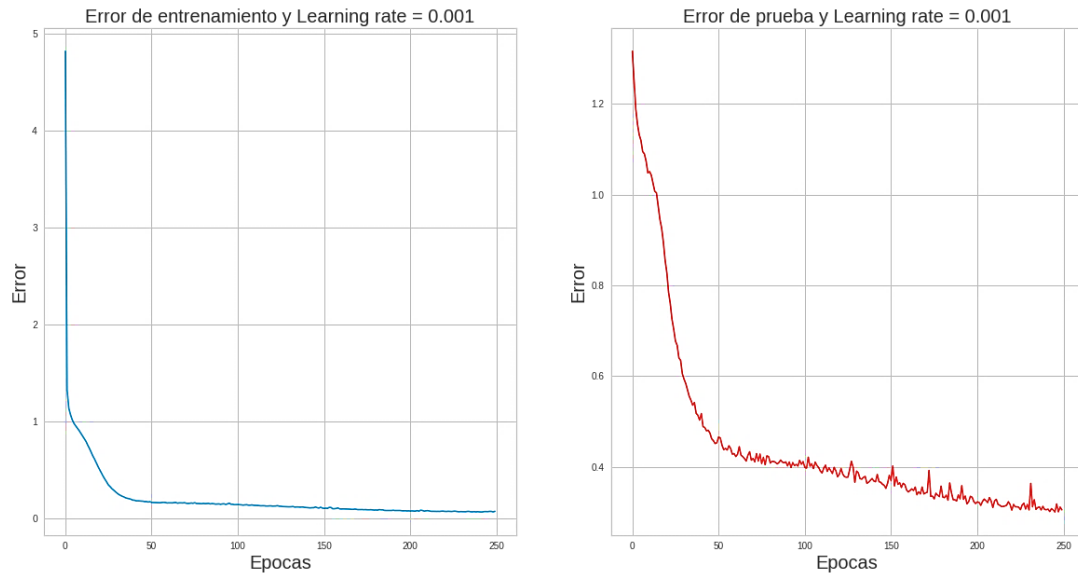 Error de entrenamiento y Learning rate = 0.001
5
4
3
2
1
0
Error
0 50 100 150 200 250
Epocas
Error de prueba y Learning rate = 0.001
1.2
1.0
0.8
0.6
0.4
Error
0 50 100 150 200 250
Epocas